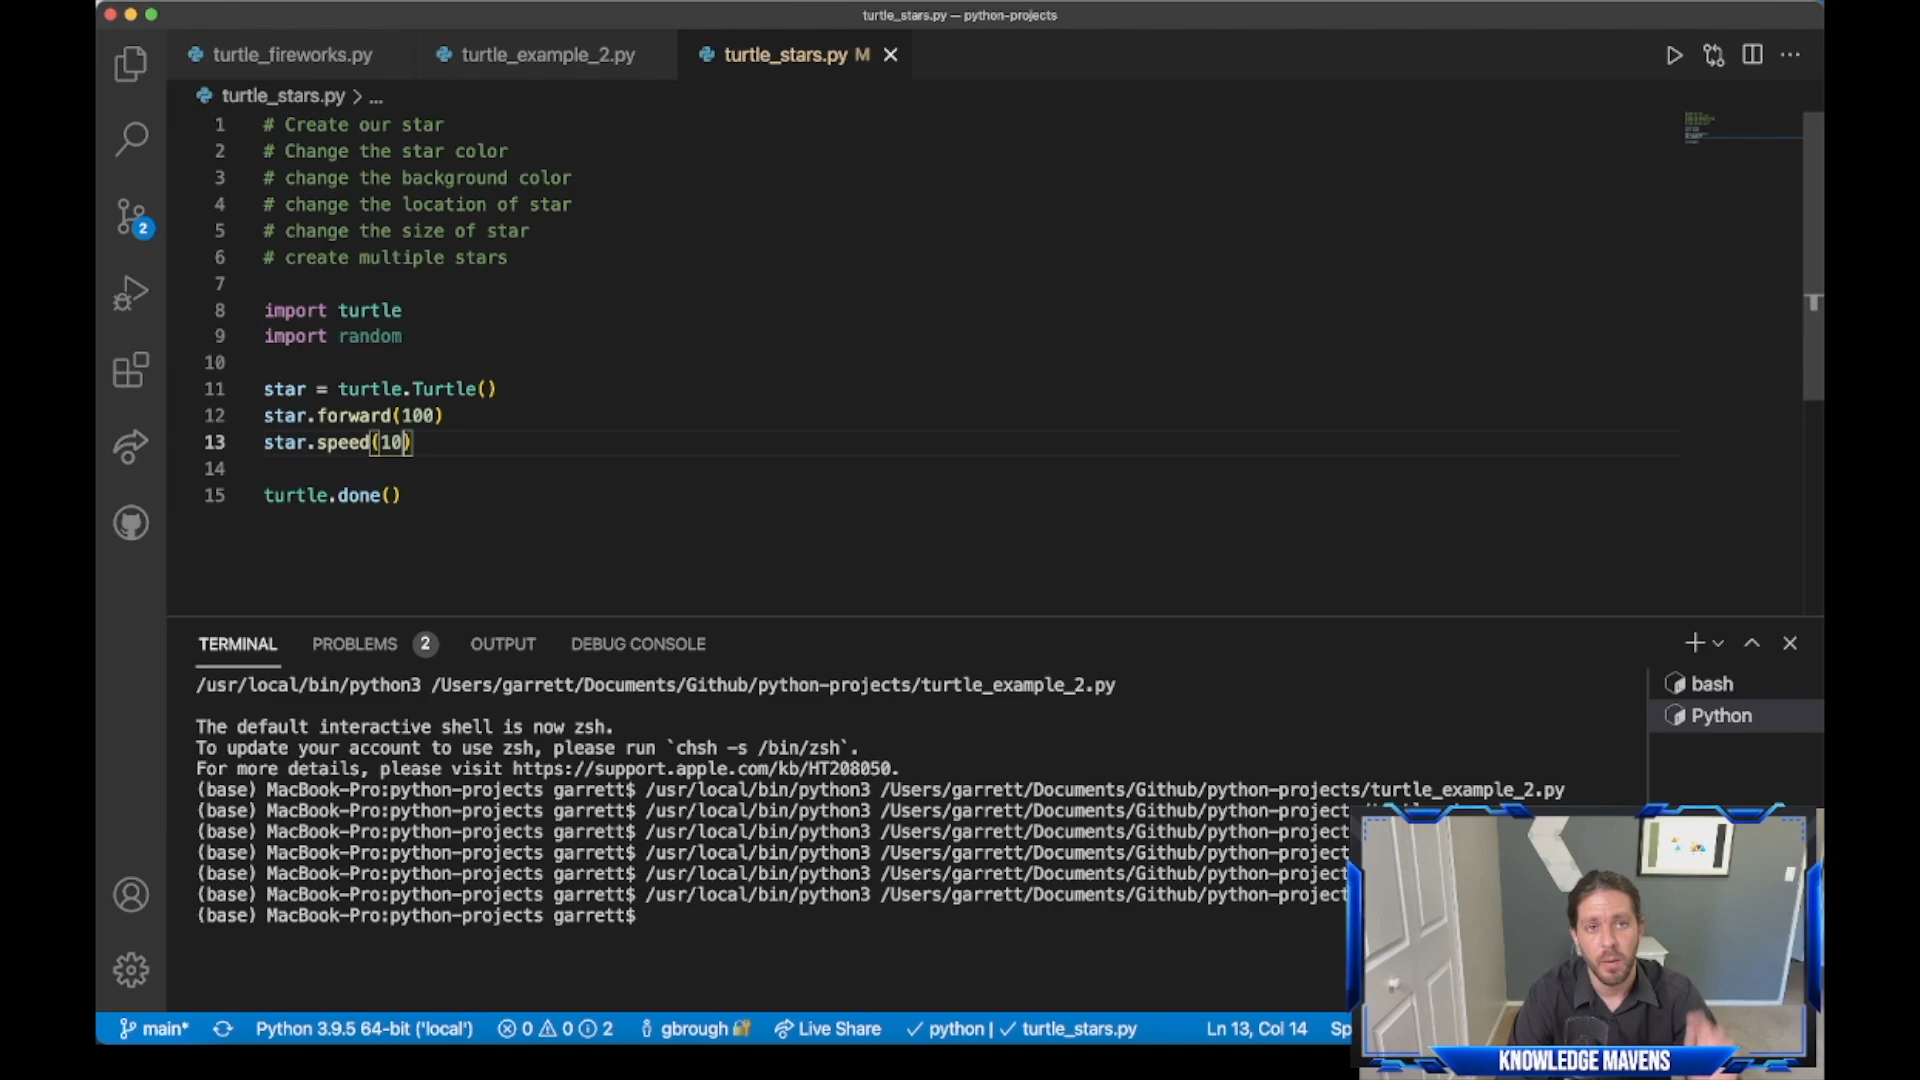 turtle_stars.py — python-projects
turtle_fireworks.py
turtle_example_2.py
turtle_stars.py M
turtle_stars.py > ...
1 # Create our star
2 # Change the star color
3 # change the background color
4 # change the location of star
5 # change the size of star
6 # create multiple stars
7
8 import turtle
9 import random
10
11 star = turtle.Turtle()
12 star.forward(100)
13 star.speed(10)
14
15 turtle.done()
2
TERMINAL PROBLEMS 2 OUTPUT DEBUG CONSOLE
/usr/local/bin/python3 /Users/garrett/Documents/Github/python-projects/turtle_example_2.py
The default interactive shell is now zsh.
To update your account to use zsh, please run `chsh -s /bin/zsh`.
For more details, please visit https://support.apple.com/kb/HT208050.
(base) MacBook-Pro:python-projects garrett$ /usr/local/bin/python3 /Users/garrett/Documents/Github/python-projects/turtle_example_2.py
(base) MacBook-Pro:python-projects garrett$ /usr/local/bin/python3 /Users/garrett/Documents/Github/python-project
(base) MacBook-Pro:python-projects garrett$ /usr/local/bin/python3 /Users/garrett/Documents/Github/python-project
(base) MacBook-Pro:python-projects garrett$ /usr/local/bin/python3 /Users/garrett/Documents/Github/python-project
(base) MacBook-Pro:python-projects garrett$ /usr/local/bin/python3 /Users/garrett/Documents/Github/python-project
(base) MacBook-Pro:python-projects garrett$ /usr/local/bin/python3 /Users/garrett/Documents/Github/python-project
(base) MacBook-Pro:python-projects garrett$
bash
Python
main* Python 3.9.5 64-bit ('local') 0 0 2 gbrough Live Share python | turtle_stars.py Ln 13, Col 14 Sp
KNOWLEDGE MAVENS